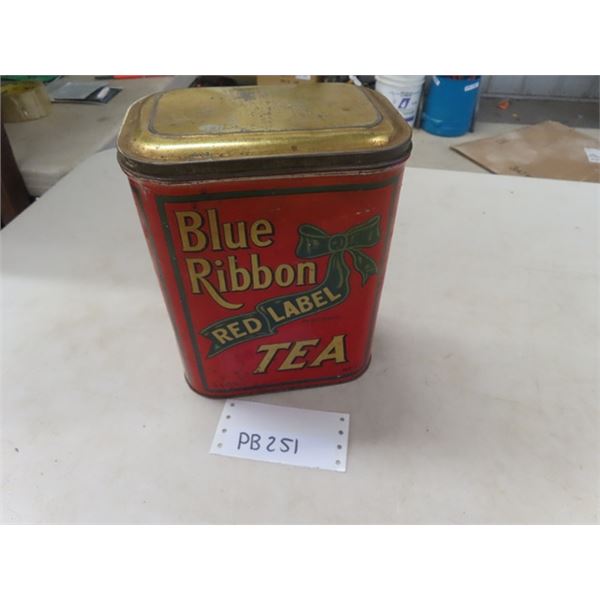 Blue
Ribbon
RED LABEL
TEA
PB251